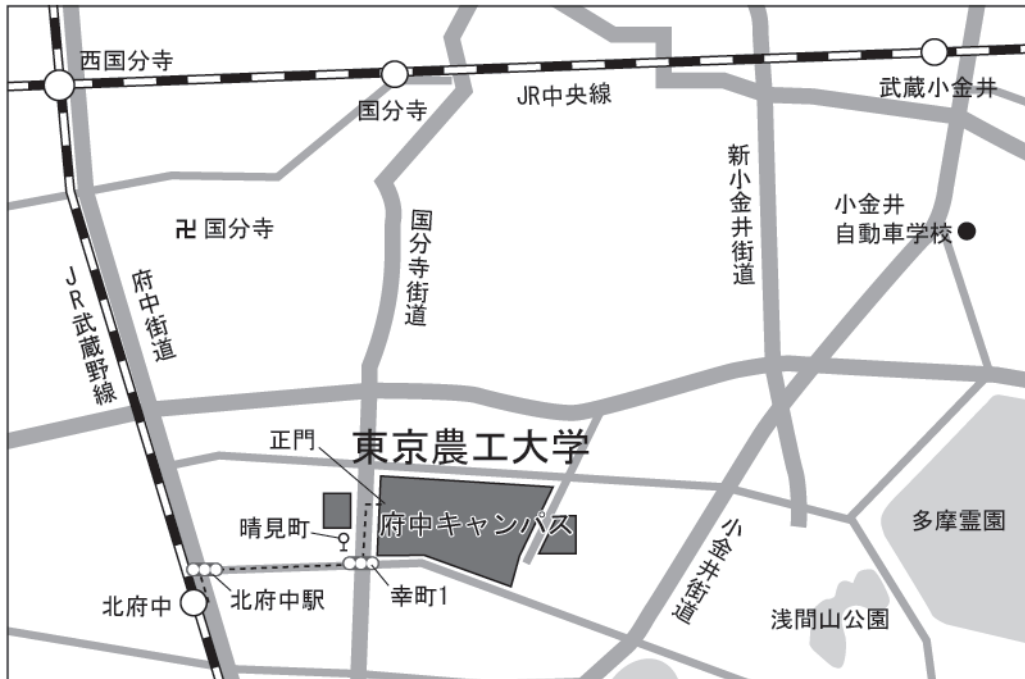 西国分寺
国分寺
JR中央線
武蔵小金井
卍 国分寺
国分寺街道
新小金井街道
小金井
自動車学校
JR武蔵野線
府中街道
正門
東京農工大学
府中キャンパス
晴見町
北府中
北府中駅
幸町1
小金井街道
多摩霊園
浅間山公園